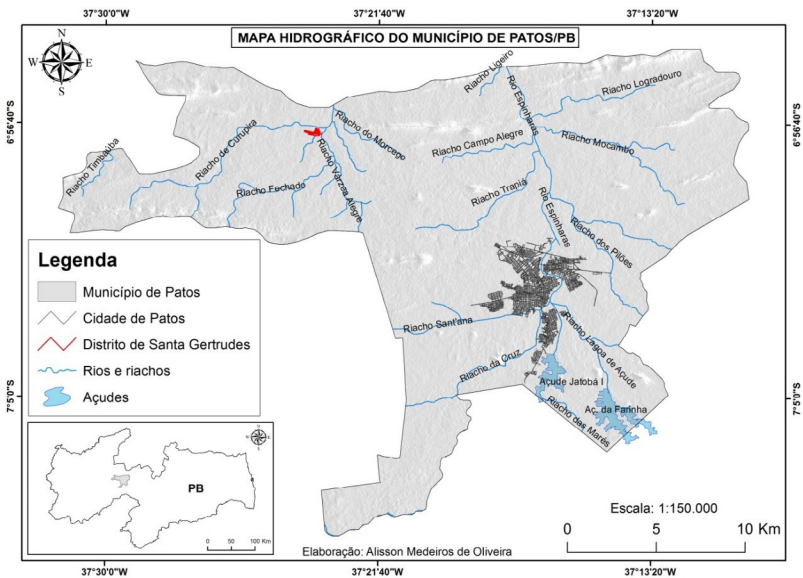 37°30'0"W
37°21'40"W
37°13'20"W
MAPA HIDROGRÁFICO DO MUNICÍPIO DE PATOS/PB
N
W
E
S
6°56'40"S
6°56'40"S
Riacho Ligeiro
Rio Espinharas
Riacho Logradouro
Riacho do Morcego
Riacho de Curupira
Riacho Campo Alegre
Riacho Mocambo
Riacho Timbaúba
Riacho Várzea Alegre
Riacho Fechado
Riacho Trapiá
Rio Espinharas
Riacho dos Pilões
Legenda
Município de Patos
Cidade de Patos
Distrito de Santa Gertrudes
Rios e riachos
Açudes
Riacho Sant'ana
Riacho Lagoa de Açude
Riacho da Cruz
Açude Jatobá I
Aç. da Farinha
Riacho das Marés
7°5'0"S
7°5'0"S
PB
0 50 100 Km
Escala: 1:150.000
0 5 10 Km
Elaboração: Alisson Medeiros de Oliveira
37°30'0"W
37°21'40"W
37°13'20"W